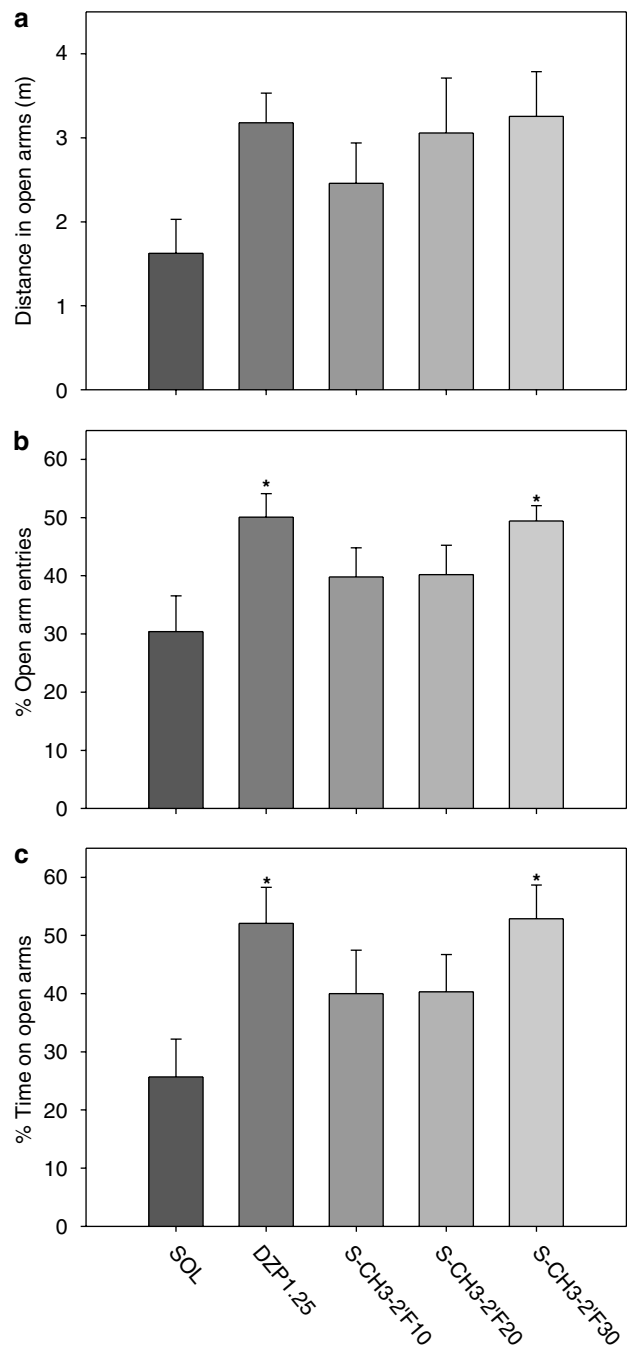 a
Distance in open arms (m)
4
3
2
1
0
b
% Open arm entries
60
50
40
30
20
10
0
*
*
c
% Time on open arms
60
50
40
30
20
10
0
*
*
SOL
DZP1.25
S-CH3-2'F10
S-CH3-2'F20
S-CH3-2'F30